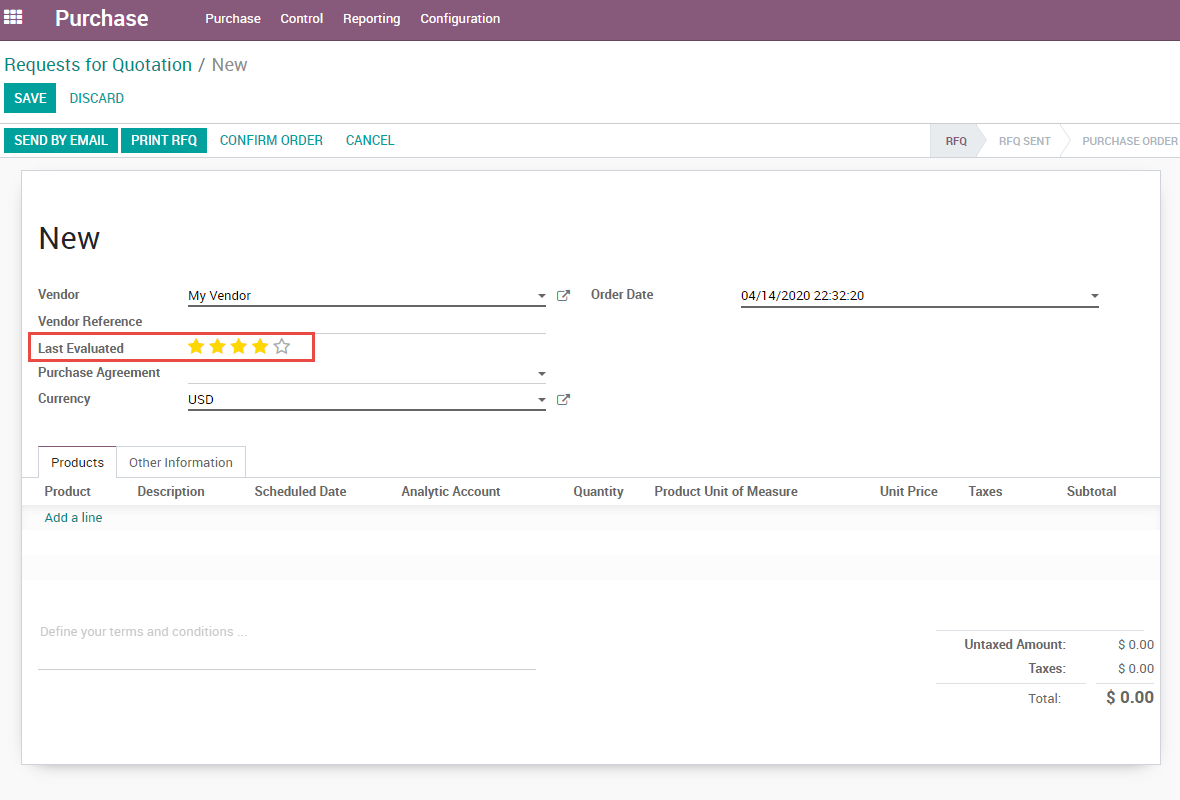 Purchase Purchase Control Reporting Configuration
Requests for Quotation / New
SAVE DISCARD
SEND BY EMAIL PRINT RFQ CONFIRM ORDER CANCEL RFQ RFQ SENT PURCHASE ORDER
New
Vendor My Vendor Order Date 04/14/2020 22:32:20
Vendor Reference
Last Evaluated
Purchase Agreement
Currency USD
Products Other Information
Product Description Scheduled Date Analytic Account Quantity Product Unit of Measure Unit Price Taxes Subtotal
Add a line
Define your terms and conditions ...
Untaxed Amount: $ 0.00
Taxes: $ 0.00
Total: $ 0.00